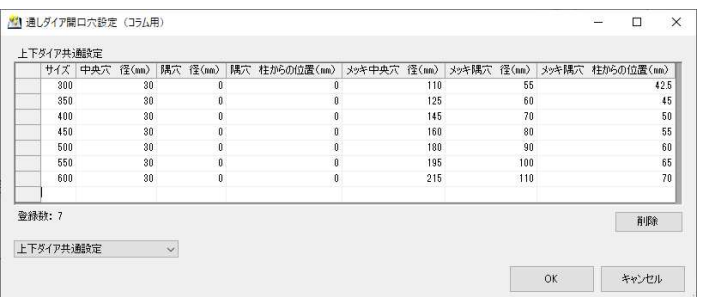 通しダイア開口穴設定（コラム用）
上下ダイア共通設定
サイズ 中央穴 径(mm) 隅穴 径(mm) 隅穴 柱からの位置(mm) メッキ中央穴 径(mm) メッキ隅穴 径(mm) メッキ隅穴 柱からの位置(mm)
300 30 0 0 110 55 42.5
350 30 0 0 125 60 45
400 30 0 0 145 70 50
450 30 0 0 160 80 55
500 30 0 0 180 90 60
550 30 0 0 195 100 65
600 30 0 0 215 110 70
登録数: 7
削除
上下ダイア共通設定
OK キャンセル